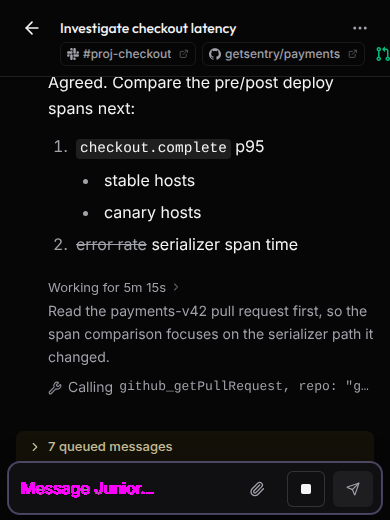 Investigate checkout latency
#proj-checkout
getsentry/payments
Agreed. Compare the pre/post deploy
spans next:
1. checkout.complete p95
• stable hosts
• canary hosts
2. error rate serializer span time
Working for 5m 15s
Read the payments-v42 pull request first, so the
span comparison focuses on the serializer path it
changed.
Calling github_getPullRequest, repo: "g…
7 queued messages
Message Junior...